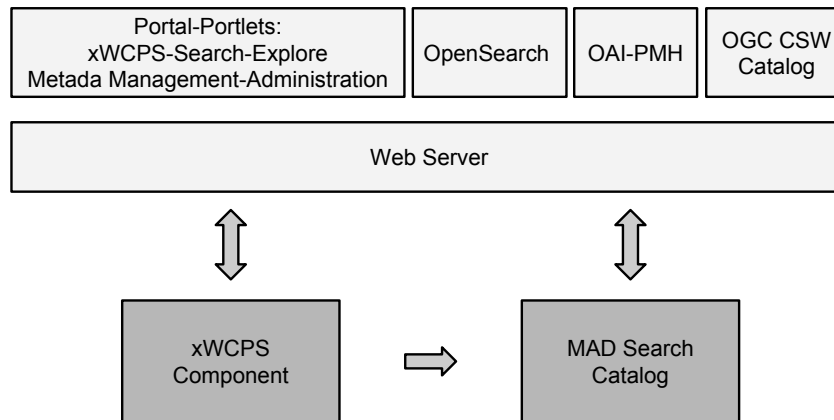 Portal-Portlets:
xWCPS-Search-Explore
Metada Management-Administration
OpenSearch
OAI-PMH
OGC CSW
Catalog
Web Server
xWCPS
Component
MAD Search
Catalog